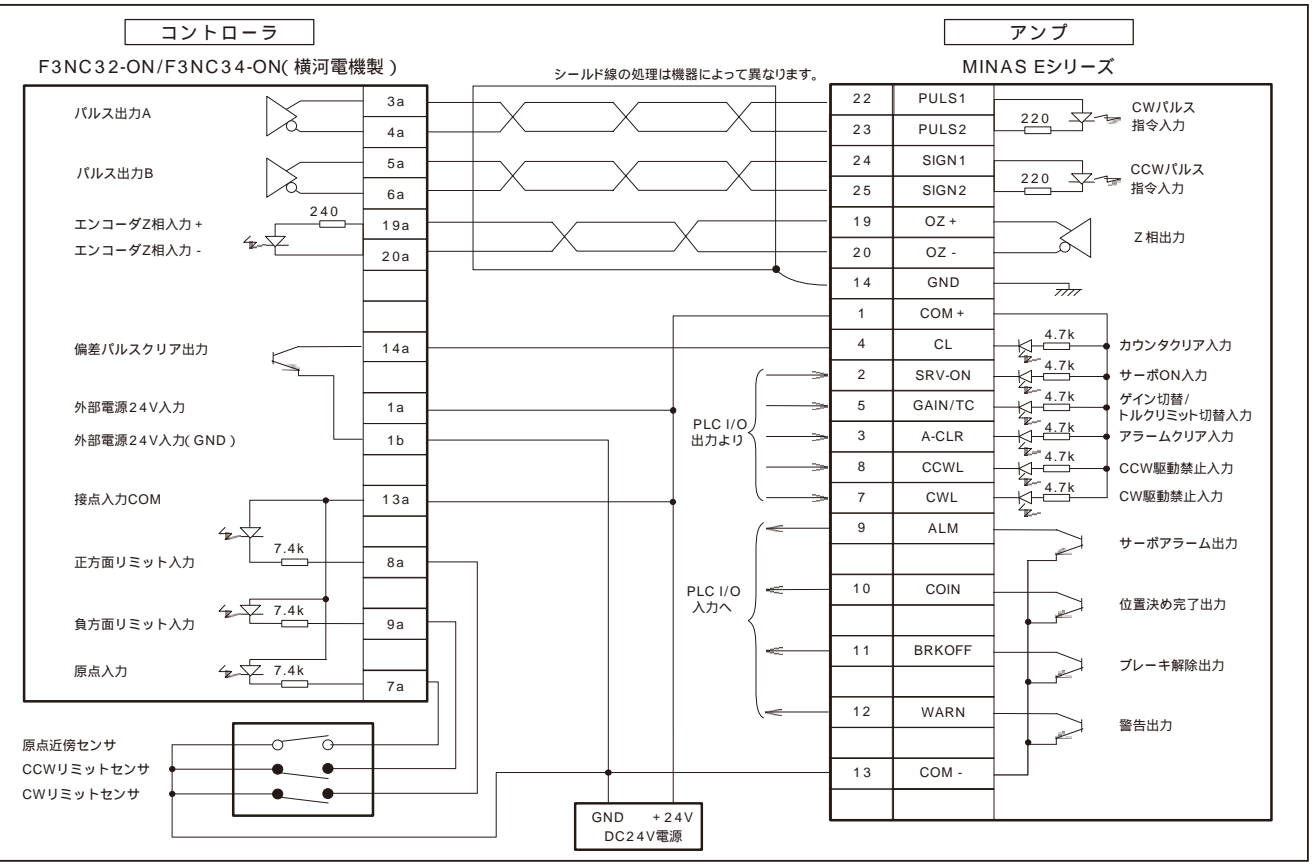 コントローラ
アンプ
F3NC32-ON/F3NC34-ON(横河電機製)
シールド線の処理は機器によって異なります。
MINAS Eシリーズ
パルス出力A
3a
4a
22 PULS1
23 PULS2
220
CWパルス
指令入力
パルス出力B
5a
6a
24 SIGN1
25 SIGN2
220
CCWパルス
指令入力
240
エンコーダZ相入力+
19a
エンコーダZ相入力-
20a
19 OZ+
20 OZ-
Z相出力
14 GND
1 COM+
偏差パルスクリア出力
14a
4 CL
4.7k
カウンタクリア入力
2 SRV-ON
4.7k
サーボON入力
外部電源24V入力
1a
5 GAIN/TC
4.7k
ゲイン切替/
トルクリミット切替入力
外部電源24V入力(GND)
1b
PLC I/O
出力より
3 A-CLR
4.7k
アラームクリア入力
8 CCWL
4.7k
CCW駆動禁止入力
接点入力COM
13a
7 CWL
4.7k
CW駆動禁止入力
9 ALM
サーボアラーム出力
7.4k
正方面リミット入力
8a
PLC I/O
入力へ
10 COIN
位置決め完了出力
7.4k
負方面リミット入力
9a
11 BRKOFF
ブレーキ解除出力
原点入力
7.4k
7a
12 WARN
警告出力
原点近傍センサ
CCWリミットセンサ
CWリミットセンサ
13 COM-
GND +24V
DC24V電源